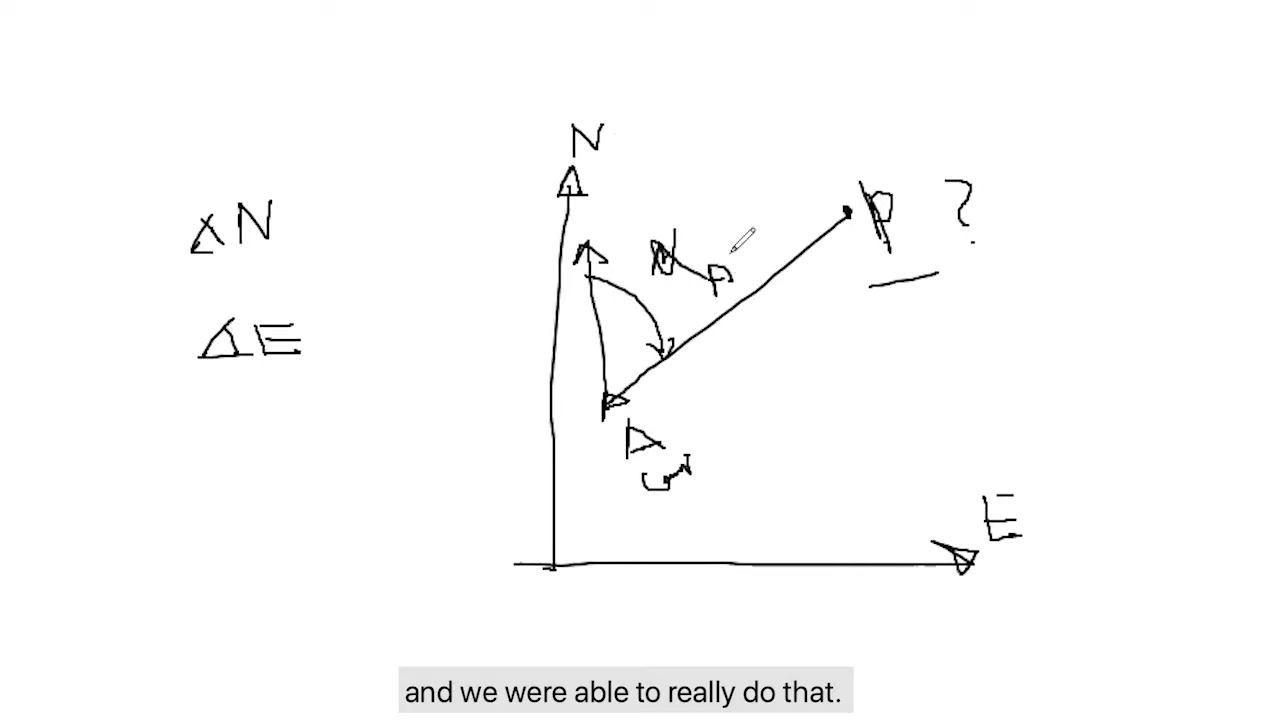 N
ΔN
P ?
ΔE
E
and we were able to really do that.